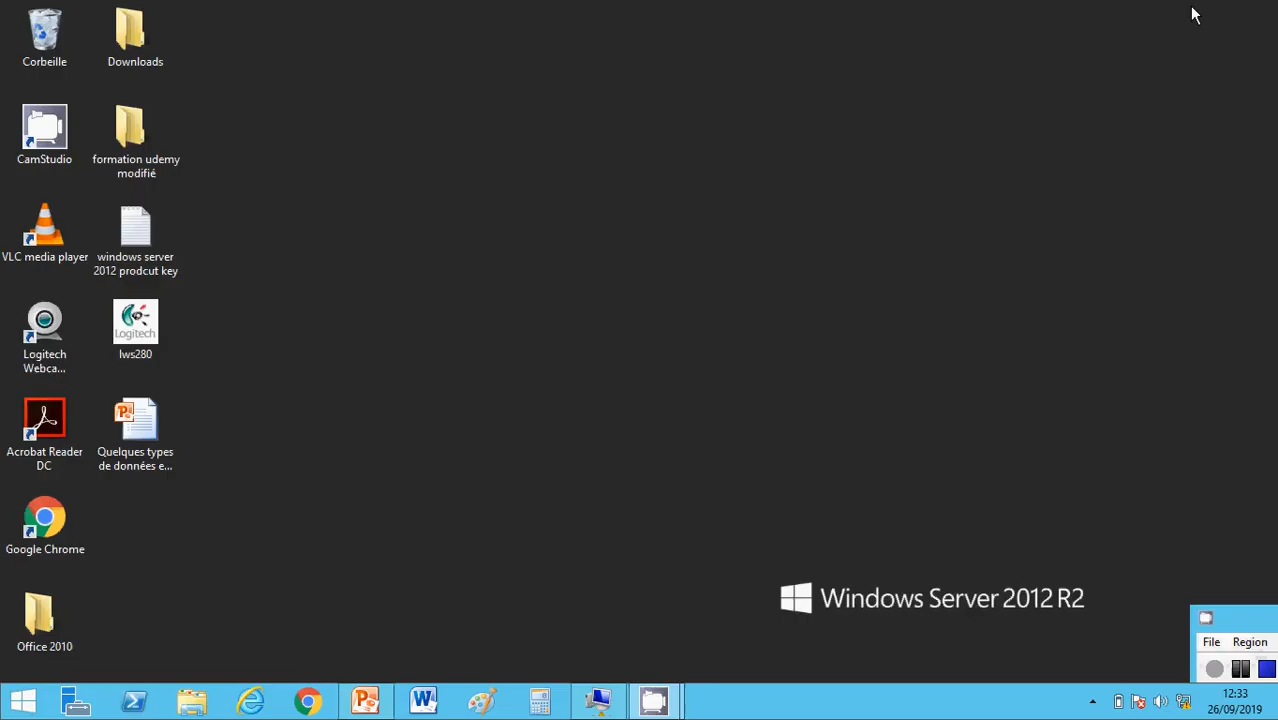 Corbeille
Downloads
CamStudio
formation udemy
modifié
VLC media player
windows server
2012 prodcut key
Logitech
Webca...
Logitech
lws280
Acrobat Reader
DC
Quelques types
de données e...
Google Chrome
Office 2010
Windows Server 2012 R2
File Region
12:33
26/09/2019